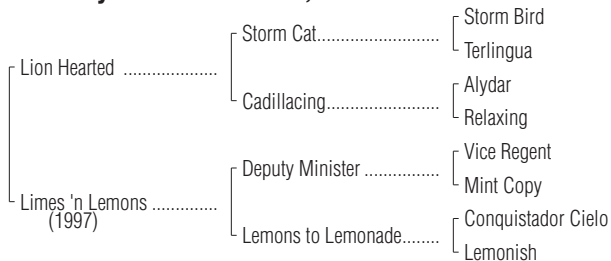 Storm Bird
Storm Cat
Terlingua
Lion Hearted
Alydar
Cadillacing
Relaxing
Vice Regent
Deputy Minister
Mint Copy
Limes 'n Lemons
(1997)
Conquistador Cielo
Lemons to Lemonade
Lemonish